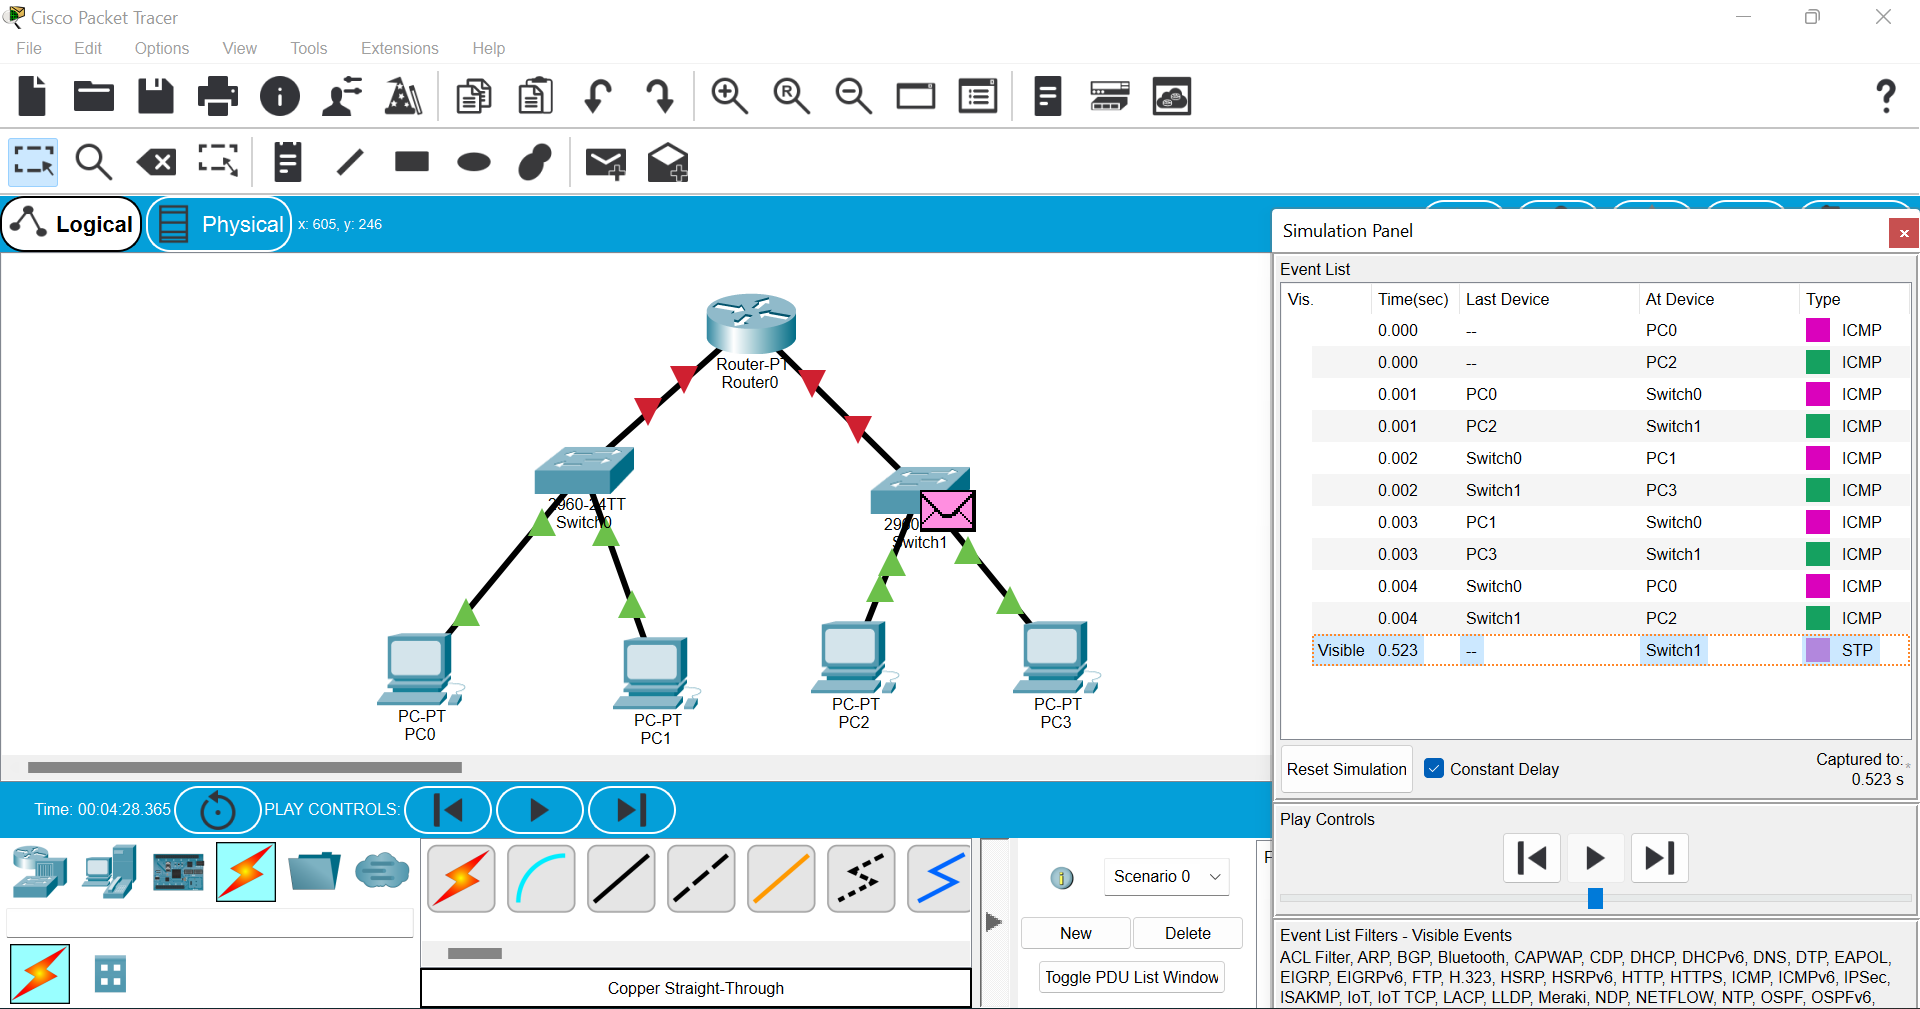 Cisco Packet Tracer
File Edit Options View Tools Extensions Help
Logical
Physical
x: 605, y: 246
Router-PT
Router0
2960-24TT
Switch0
Switch1
PC-PT
PC0
PC-PT
PC1
PC-PT
PC2
PC-PT
PC3
Simulation Panel
Event List
Vis. Time(sec) Last Device At Device Type
0.000 -- PC0 ICMP
0.000 -- PC2 ICMP
0.001 PC0 Switch0 ICMP
0.001 PC2 Switch1 ICMP
0.002 Switch0 PC1 ICMP
0.002 Switch1 PC3 ICMP
0.003 PC1 Switch0 ICMP
0.003 PC3 Switch1 ICMP
0.004 Switch0 PC0 ICMP
0.004 Switch1 PC2 ICMP
Visible 0.523 -- Switch1 STP
Reset Simulation
Constant Delay
Captured to: *
0.523 s
Play Controls
Event List Filters - Visible Events
ACL Filter, ARP, BGP, Bluetooth, CAPWAP, CDP, DHCP, DHCPv6, DNS, DTP, EAPOL,
EIGRP, EIGRPv6, FTP, H.323, HSRP, HSRPv6, HTTP, HTTPS, ICMP, ICMPv6, IPSec,
ISAKMP, IoT, IoT TCP, LACP, LLDP, Meraki, NDP, NETFLOW, NTP, OSPF, OSPFv6,
Time: 00:04:28.365
PLAY CONTROLS:
Scenario 0
New
Delete
Toggle PDU List Window
Copper Straight-Through